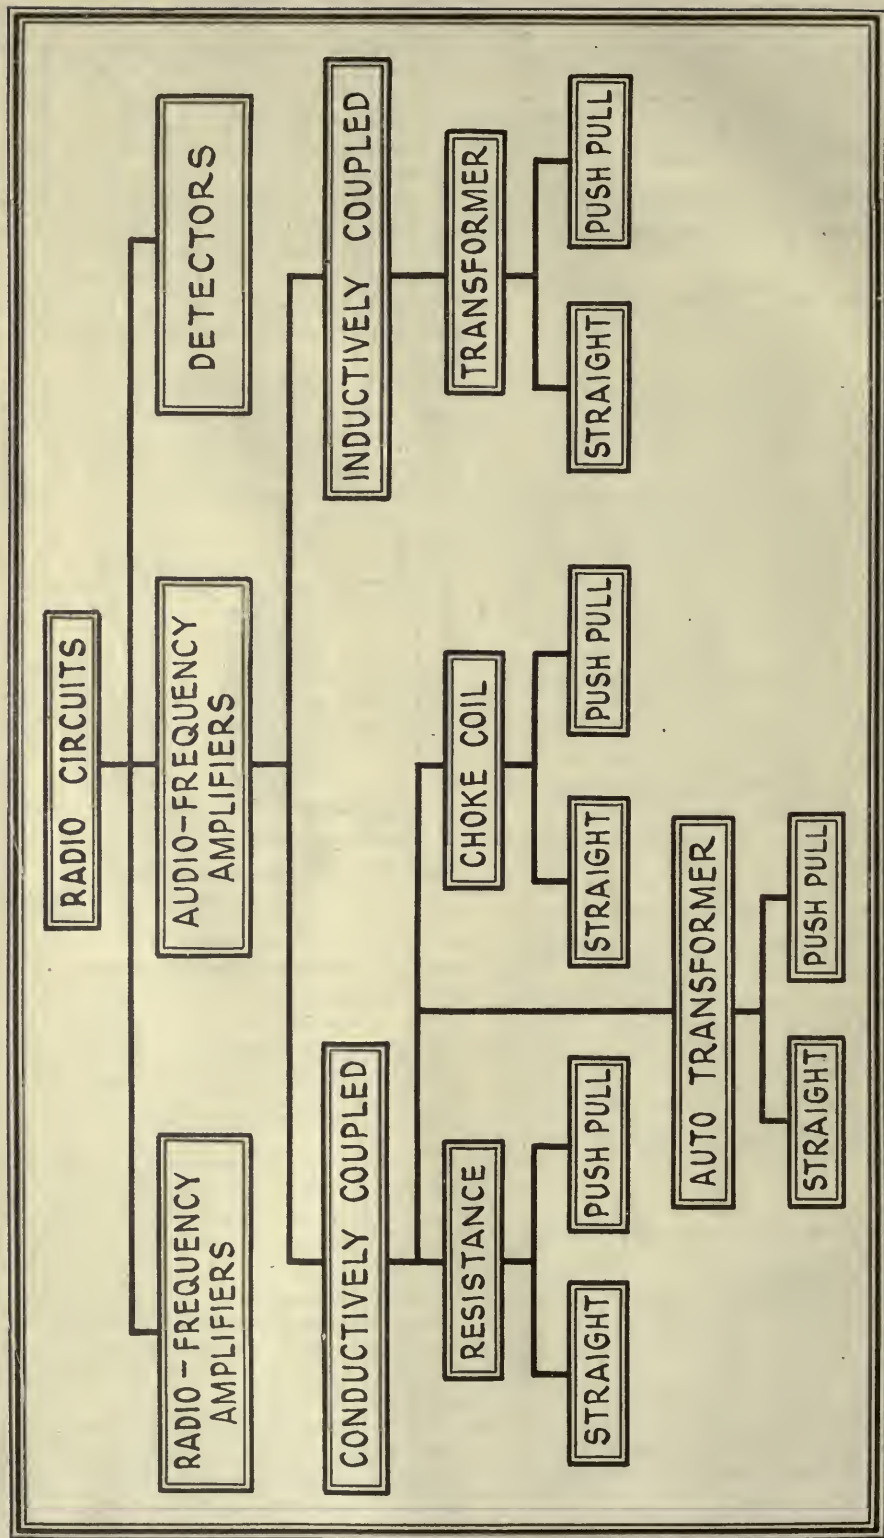 RADIO CIRCUITS
RADIO-FREQUENCY
AMPLIFIERS
AUDIO-FREQUENCY
AMPLIFIERS
DETECTORS
CONDUCTIVELY COUPLED
INDUCTIVELY COUPLED
RESISTANCE
CHOKE COIL
TRANSFORMER
STRAIGHT
PUSH PULL
STRAIGHT
PUSH PULL
STRAIGHT
PUSH PULL
AUTO TRANSFORMER
STRAIGHT
PUSH PULL